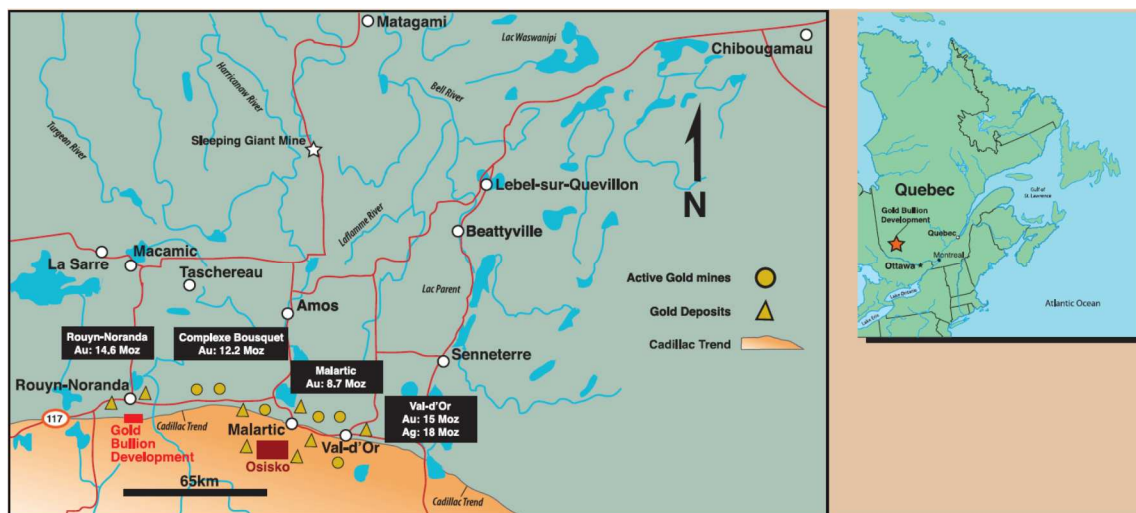 Matagami
Lac Waswanipi
Chibougamau
Harricanaw River
Bell River
Turgeon River
Sleeping Giant Mine
N
Lebel-sur-Quevillon
Laflamme River
Beattyville
Macamic
La Sarre
Taschereau
Lac Parent
Amos
Active Gold mines
Gold Deposits
Cadillac Trend
Rouyn-Noranda
Au: 14.6 Moz
Complexe Bousquet
Au: 12.2 Moz
Malartic
Au: 8.7 Moz
Senneterre
Rouyn-Noranda
Val-d'Or
Au: 15 Moz
Ag: 18 Moz
117
Cadillac Trend
Malartic
Val-d'Or
Gold
Bullion
Development
Osisko
65km
Cadillac Trend
Quebec
Gold Bullion
Development
Gulf of
St. Lawrence
Quebec
Montreal
Ottawa
Lake Ontario
Lake Erie
Atlantic Ocean